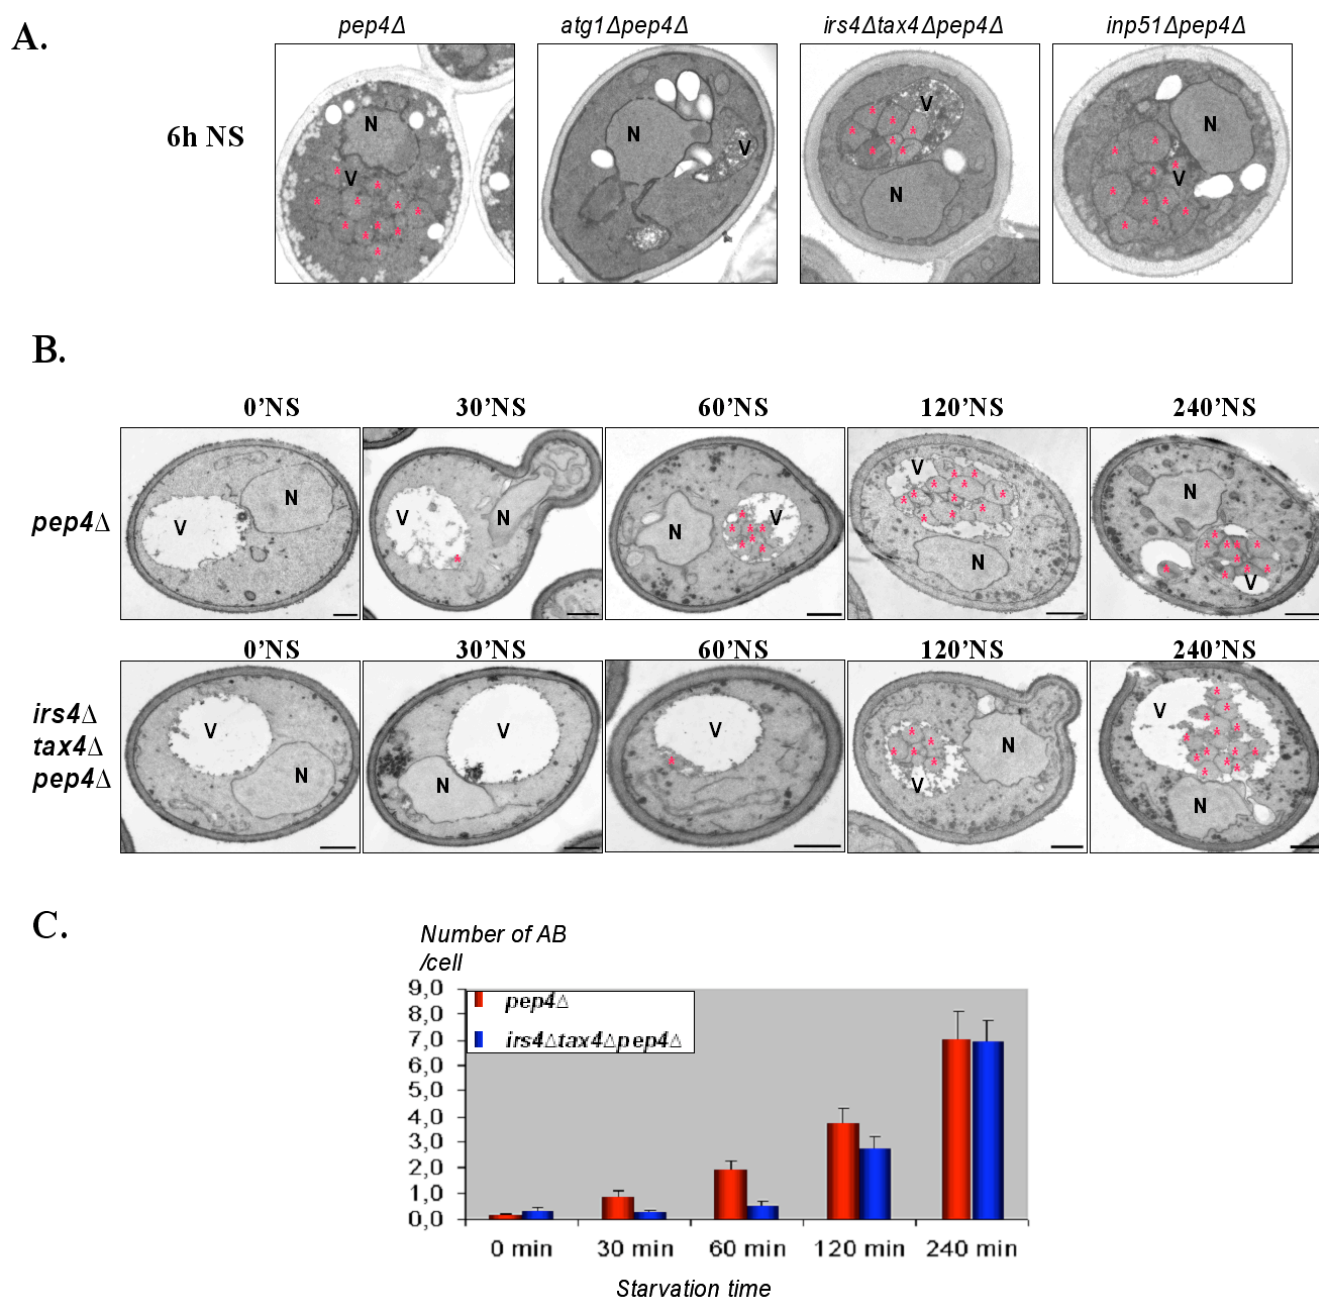 A.
pep4Δ
atg1Δpep4Δ
irs4Δtax4Δpep4Δ
inp51Δpep4Δ
6h NS
N
V
*
N
V
V
N
*
N
V
*
B.
0'NS
30'NS
60'NS
120'NS
240'NS
pep4Δ
V
N
V
N
*
N
V
*
V
N
*
N
V
*
0'NS
30'NS
60'NS
120'NS
240'NS
irs4Δ
tax4Δ
pep4Δ
V
N
V
N
V
*
N
V
*
V
N
*
C.
Number of AB
/cell
9,0
8,0
7,0
6,0
5,0
4,0
3,0
2,0
1,0
0,0
pep4Δ
irs4Δtax4Δpep4Δ
0 min
30 min
60 min
120 min
240 min
Starvation time